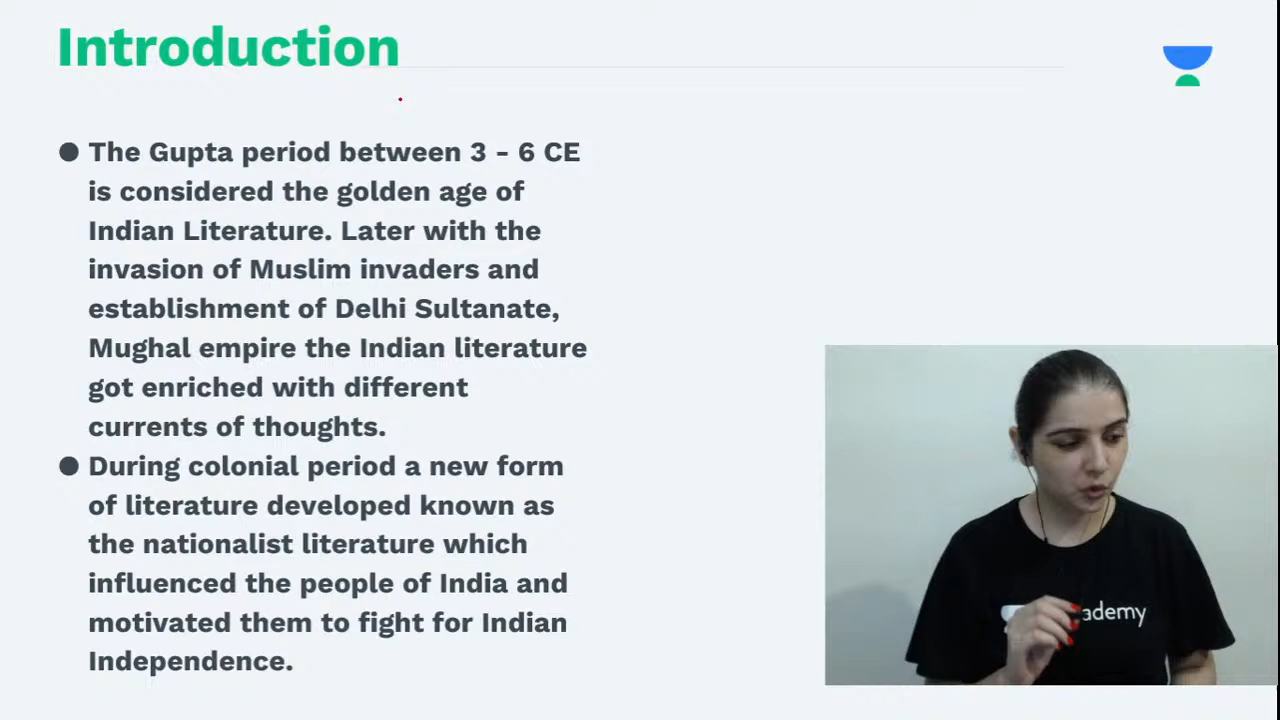 Introduction
● The Gupta period between 3 - 6 CE
is considered the golden age of
Indian Literature. Later with the
invasion of Muslim invaders and
establishment of Delhi Sultanate,
Mughal empire the Indian literature
got enriched with different
currents of thoughts.
● During colonial period a new form
of literature developed known as
the nationalist literature which
influenced the people of India and
motivated them to fight for Indian
Independence.
ademy